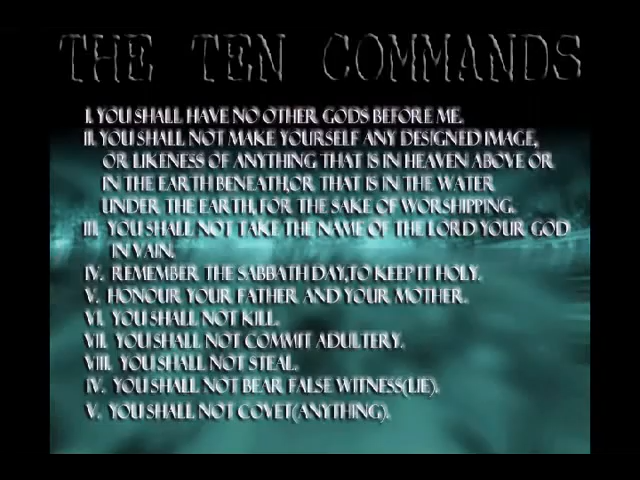 THE TEN COMMANDS
I. YOU SHALL HAVE NO OTHER GODS BEFORE ME.
II. YOU SHALL NOT MAKE YOURSELF ANY DESIGNED IMAGE,
OR LIKENESS OF ANYTHING THAT IS IN HEAVEN ABOVE OR
IN THE EARTH BENEATH,OR THAT IS IN THE WATER
UNDER THE EARTH, FOR THE SAKE OF WORSHIPPING.
III. YOU SHALL NOT TAKE THE NAME OF THE LORD YOUR GOD
IN VAIN.
IV. REMEMBER THE SABBATH DAY,TO KEEP IT HOLY.
V. HONOUR YOUR FATHER AND YOUR MOTHER.
VI. YOU SHALL NOT KILL.
VII. YOU SHALL NOT COMMIT ADULTERY.
VIII. YOU SHALL NOT STEAL.
IV. YOU SHALL NOT BEAR FALSE WITNESS(LIE).
V. YOU SHALL NOT COVET(ANYTHING).